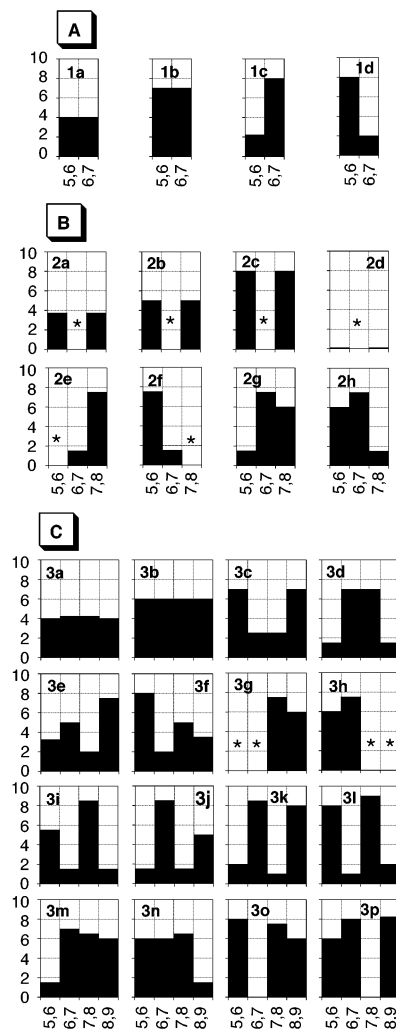 A
10 1a 1b 1c 1d
8
6
4
2
0
5,6 6,7 5,6 6,7 5,6 6,7 5,6 6,7
B
10 2a 2b 2c 2d
8
6
4
2 * * * *
0
10 2e 2f 2g 2h
8
6
4
2 * *
0
5,6 6,7 7,8 5,6 6,7 7,8 5,6 6,7 7,8 5,6 6,7 7,8
C
10 3a 3b 3c 3d
8
6
4
2
0
10 3e 3f 3g 3h
8
6
4
2 * * * *
0
10 3i 3j 3k 3l
8
6
4
2
0
10 3m 3n 3o 3p
8
6
4
2
0
5,6 6,7 7,8 8,9 5,6 6,7 7,8 8,9 5,6 6,7 7,8 8,9 5,6 6,7 7,8 8,9